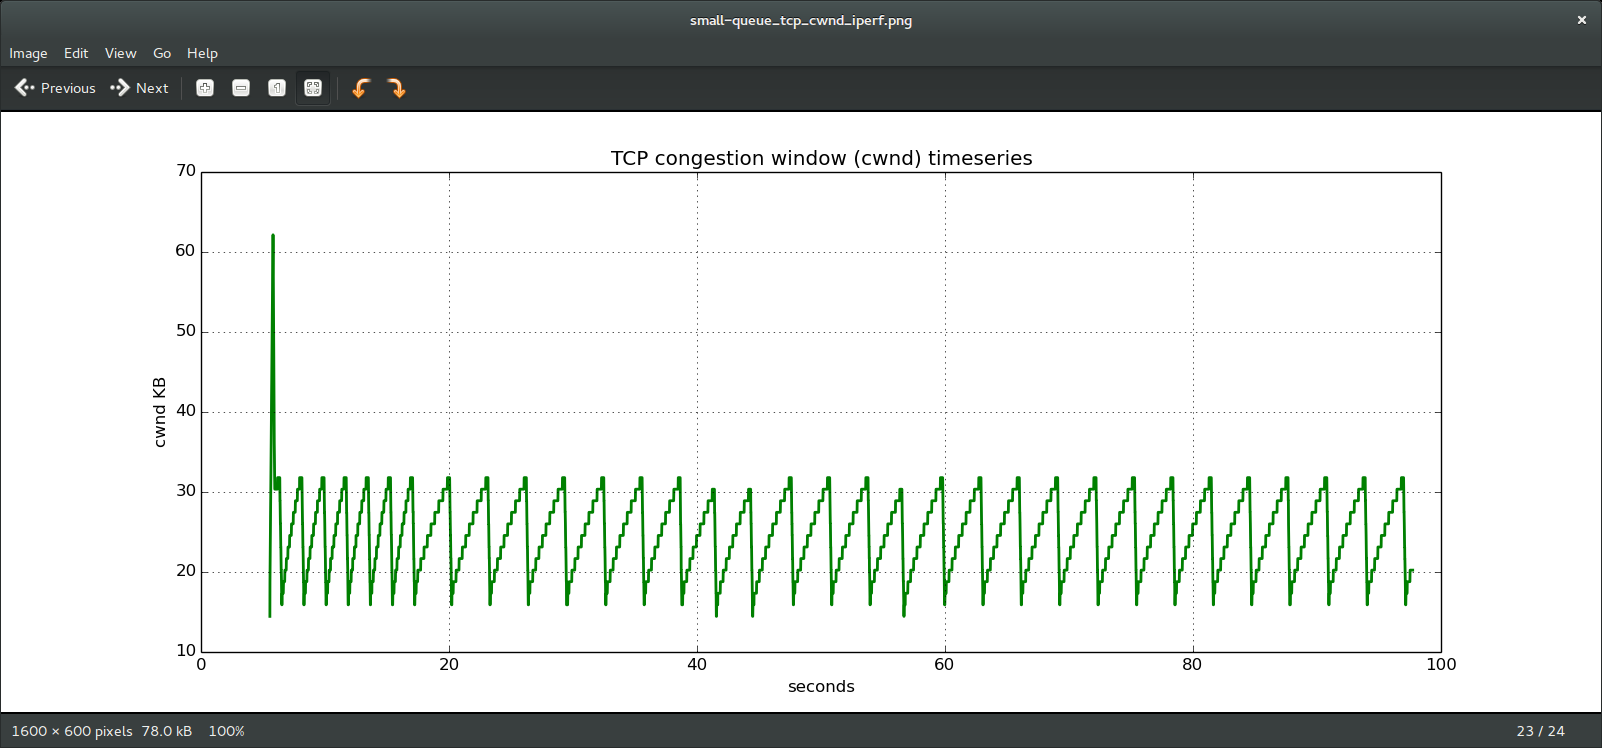 small-queue_tcp_cwnd_iperf.png
Image Edit View Go Help
Previous Next
TCP congestion window (cwnd) timeseries
70
60
50
40
30
20
10
cwnd KB
0 20 40 60 80 100
seconds
1600 × 600 pixels 78.0 kB 100% 23 / 24